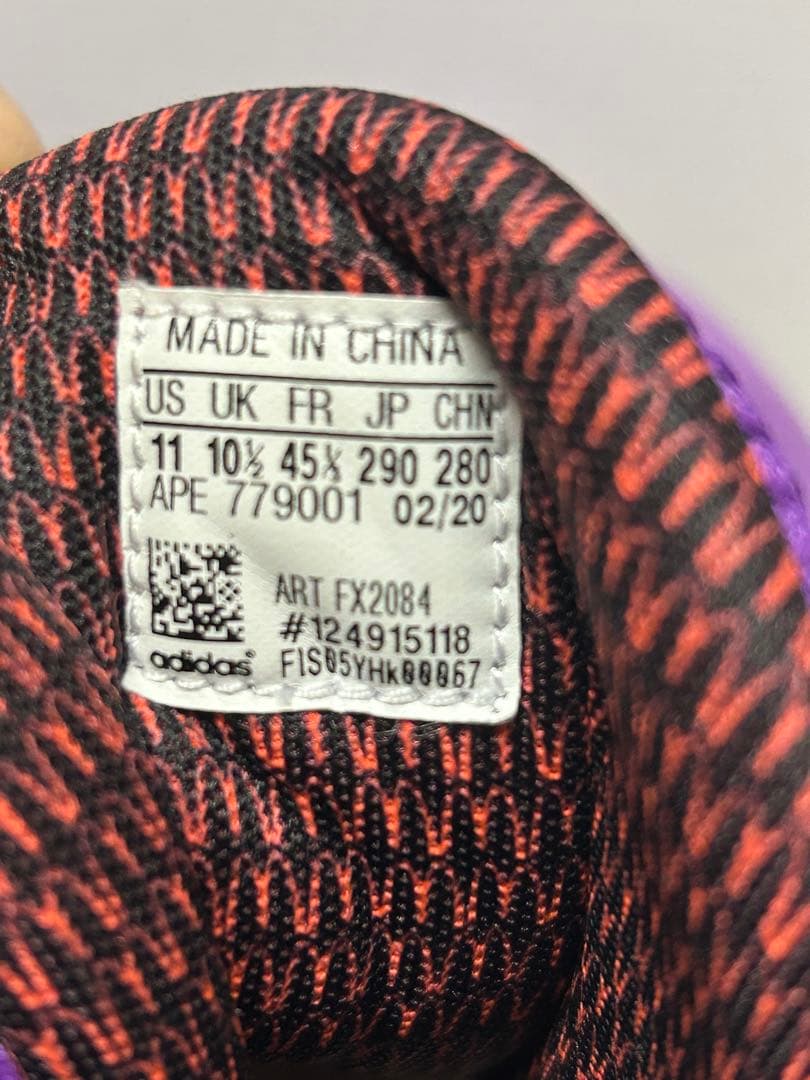 MADE IN CHINA
US UK FR JP CHN
11 10½ 45⅓ 290 280
APE 779001 02/20
ART FX2084
#124915118
adidas® FIS05YHk00067